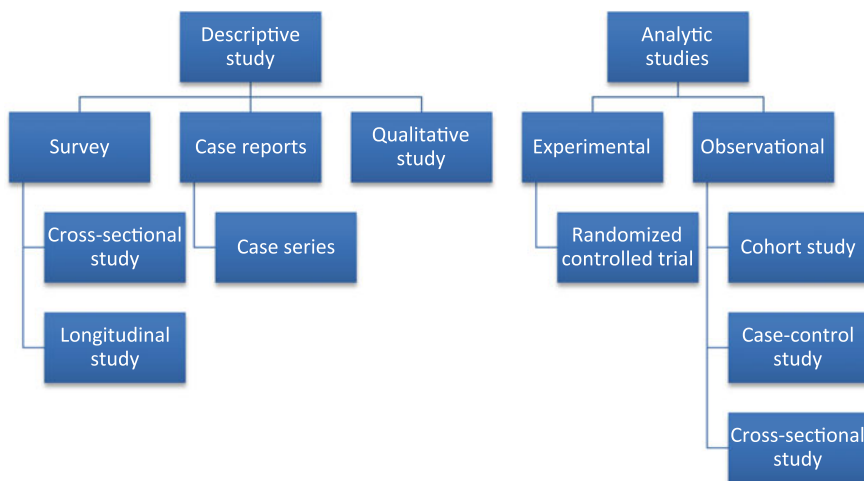 Descriptive
study
Analytic
studies
Survey
Case reports
Qualitative
study
Experimental
Observational
Cross-sectional
study
Case series
Randomized
controlled trial
Cohort study
Longitudinal
study
Case-control
study
Cross-sectional
study